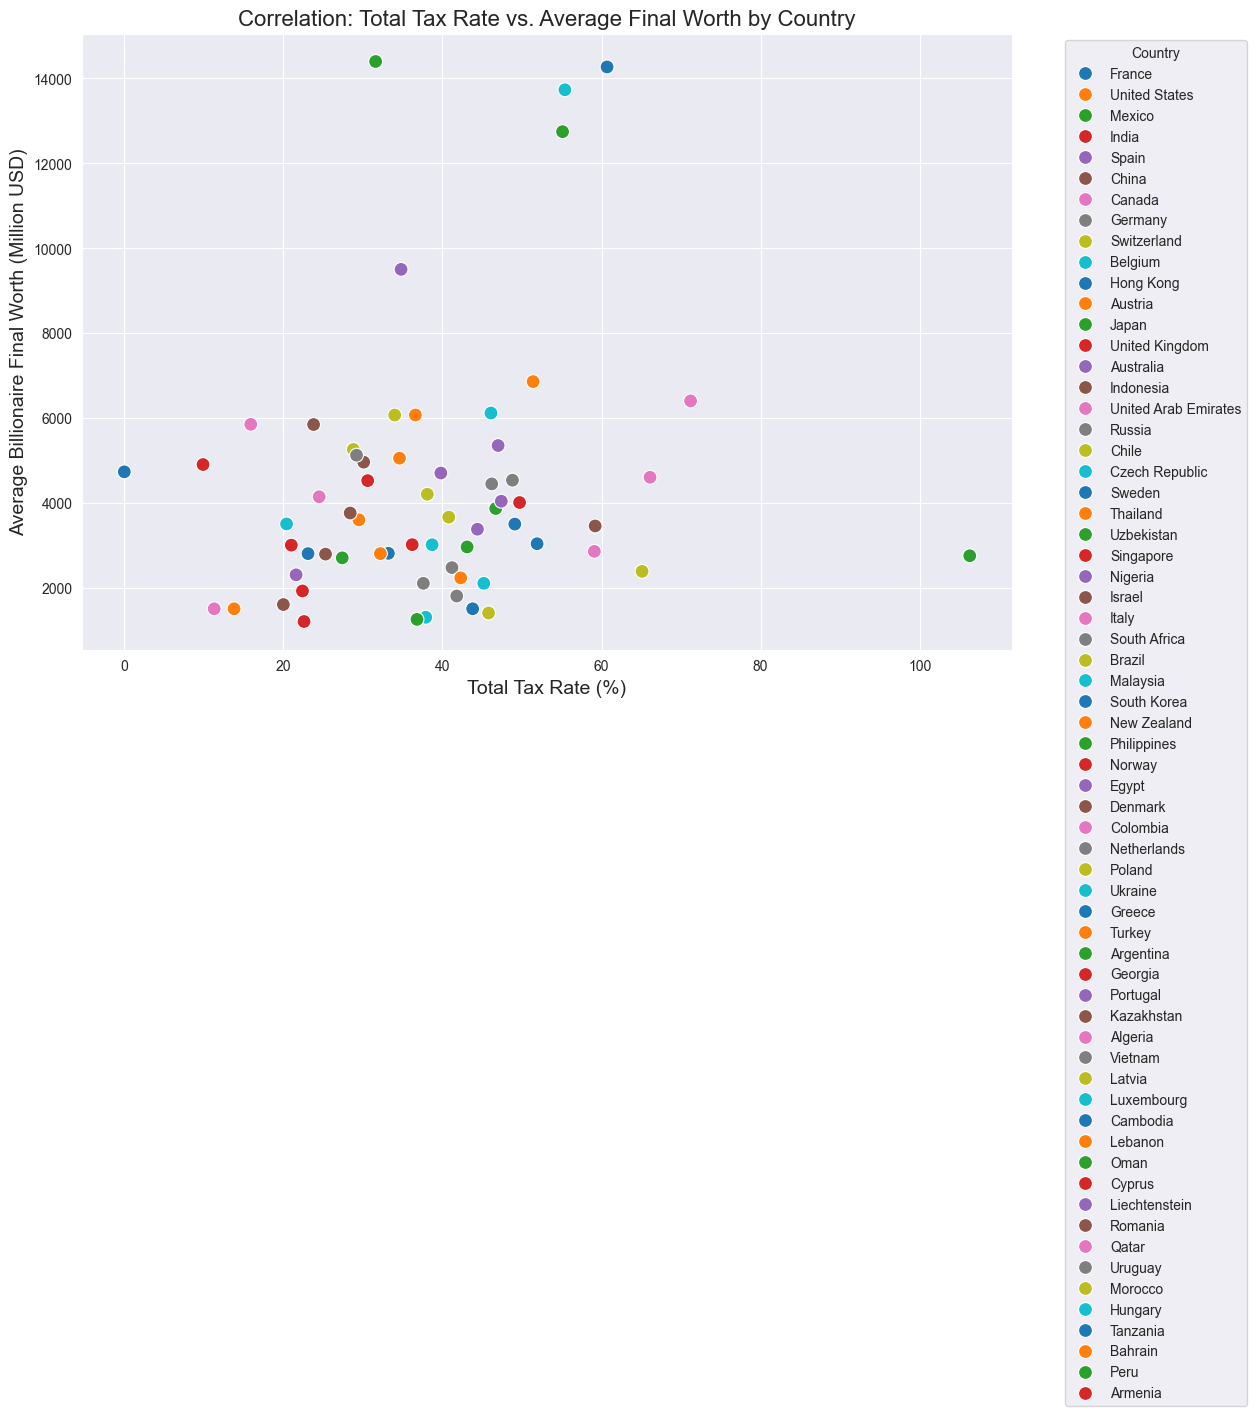 Correlation: Total Tax Rate vs. Average Final Worth by Country
Average Billionaire Final Worth (Million USD)
14000
12000
10000
8000
6000
4000
2000
0 20 40 60 80 100
Total Tax Rate (%)
Country
France
United States
Mexico
India
Spain
China
Canada
Germany
Switzerland
Belgium
Hong Kong
Austria
Japan
United Kingdom
Australia
Indonesia
United Arab Emirates
Russia
Chile
Czech Republic
Sweden
Thailand
Uzbekistan
Singapore
Nigeria
Israel
Italy
South Africa
Brazil
Malaysia
South Korea
New Zealand
Philippines
Norway
Egypt
Denmark
Colombia
Netherlands
Poland
Ukraine
Greece
Turkey
Argentina
Georgia
Portugal
Kazakhstan
Algeria
Vietnam
Latvia
Luxembourg
Cambodia
Lebanon
Oman
Cyprus
Liechtenstein
Romania
Qatar
Uruguay
Morocco
Hungary
Tanzania
Bahrain
Peru
Armenia